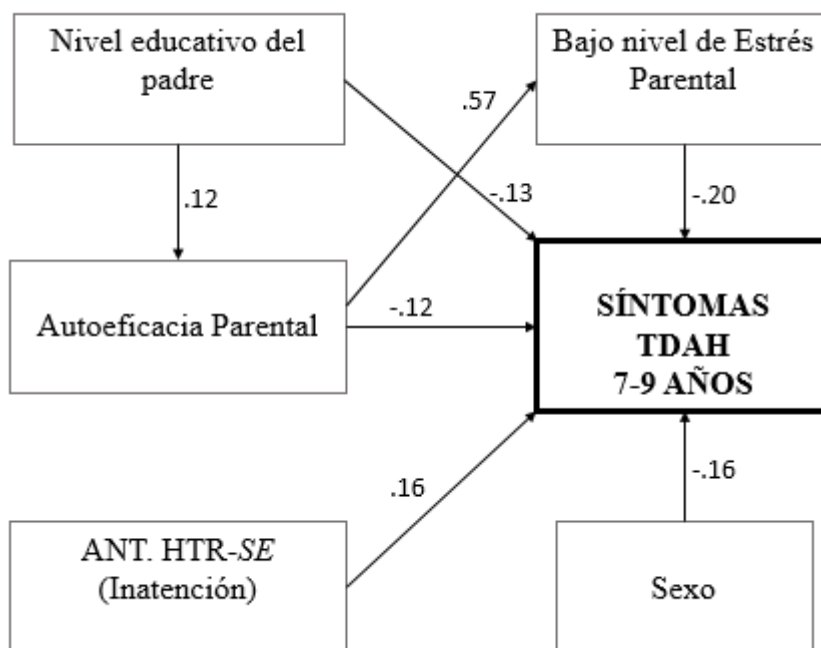 Nivel educativo del
padre
Bajo nivel de Estrés
Parental
.57
.12
-.13
-.20
Autoeficacia Parental
-.12
SÍNTOMAS
TDAH
7-9 AÑOS
.16
-.16
ANT. HTR-SE
(Inatención)
Sexo